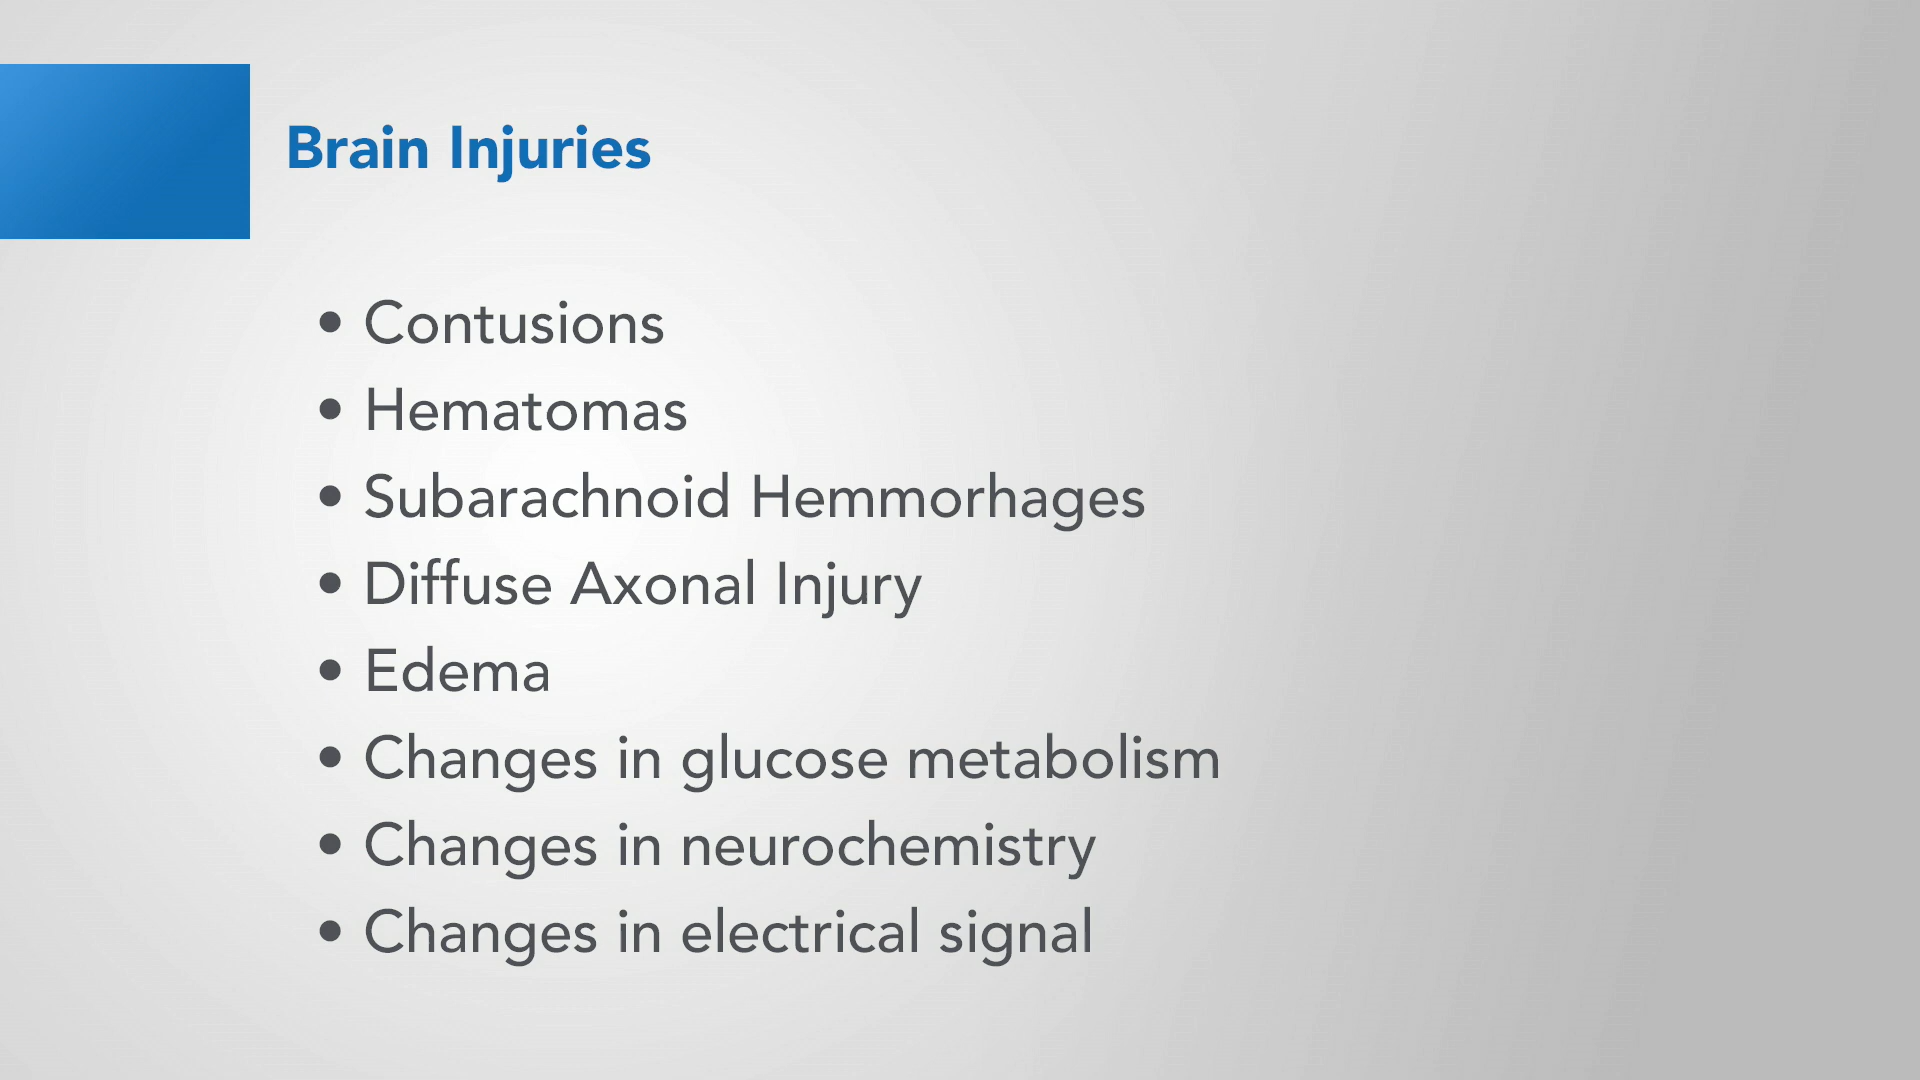 Brain Injuries
• Contusions
• Hematomas
• Subarachnoid Hemmorhages
• Diffuse Axonal Injury
• Edema
• Changes in glucose metabolism
• Changes in neurochemistry
• Changes in electrical signal